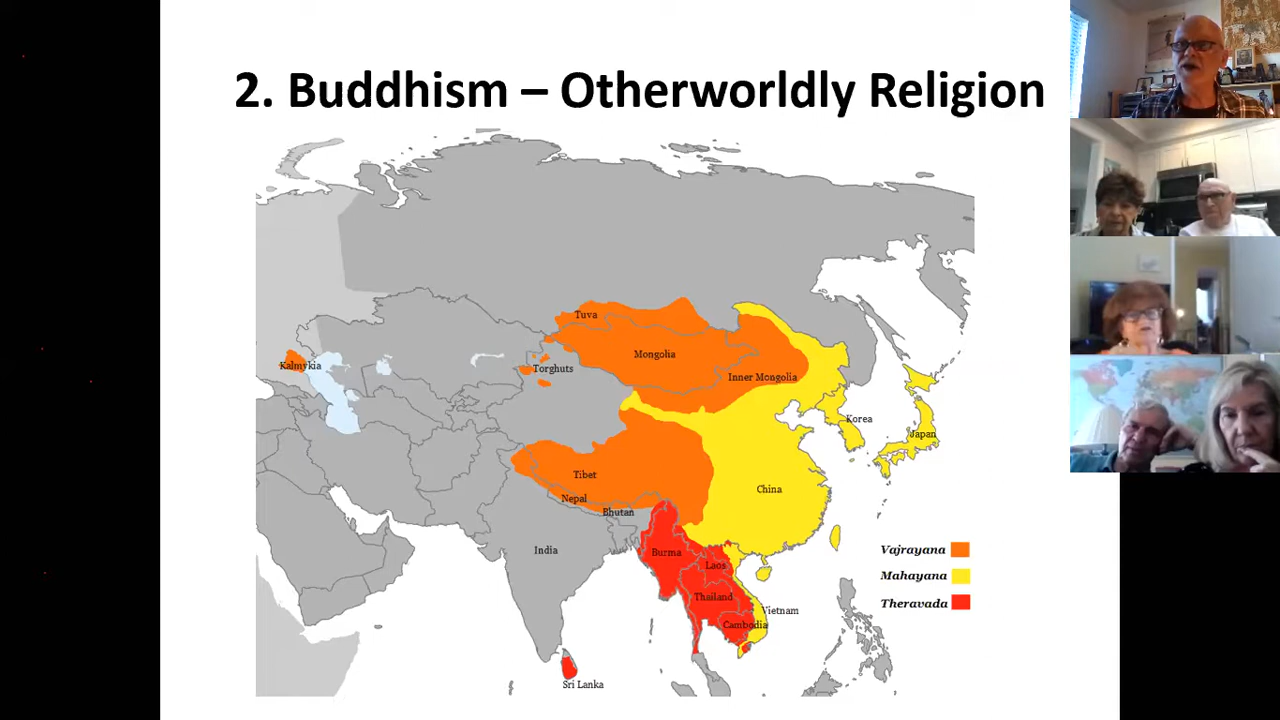 2. Buddhism – Otherworldly Religion
Tuva
Mongolia
Kalmykia
Torghuts
Inner Mongolia
Korea
Japan
Tibet
China
Nepal
Bhutan
India
Burma
Laos
Thailand
Vietnam
Cambodia
Sri Lanka
Vajrayana
Mahayana
Theravada